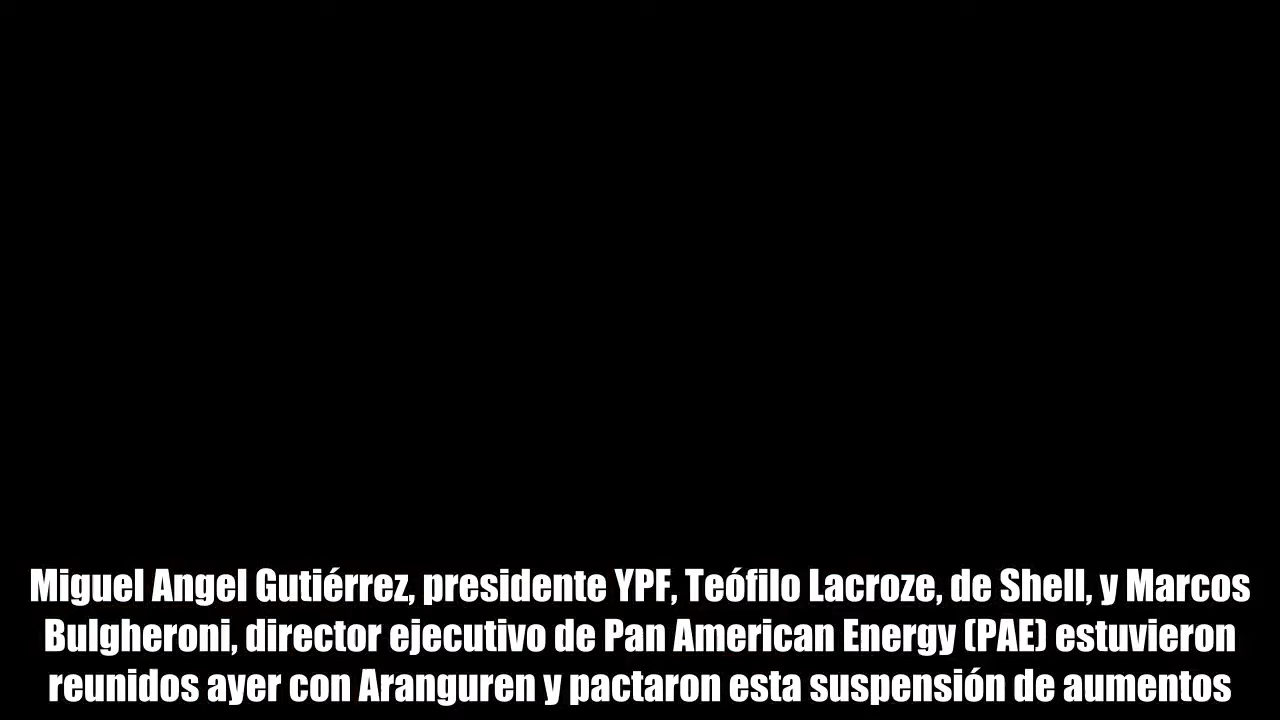 Miguel Angel Gutiérrez, presidente YPF, Teófilo Lacroze, de Shell, y Marcos
Bulgheroni, director ejecutivo de Pan American Energy (PAE) estuvieron
reunidos ayer con Aranguren y pactaron esta suspensión de aumentos